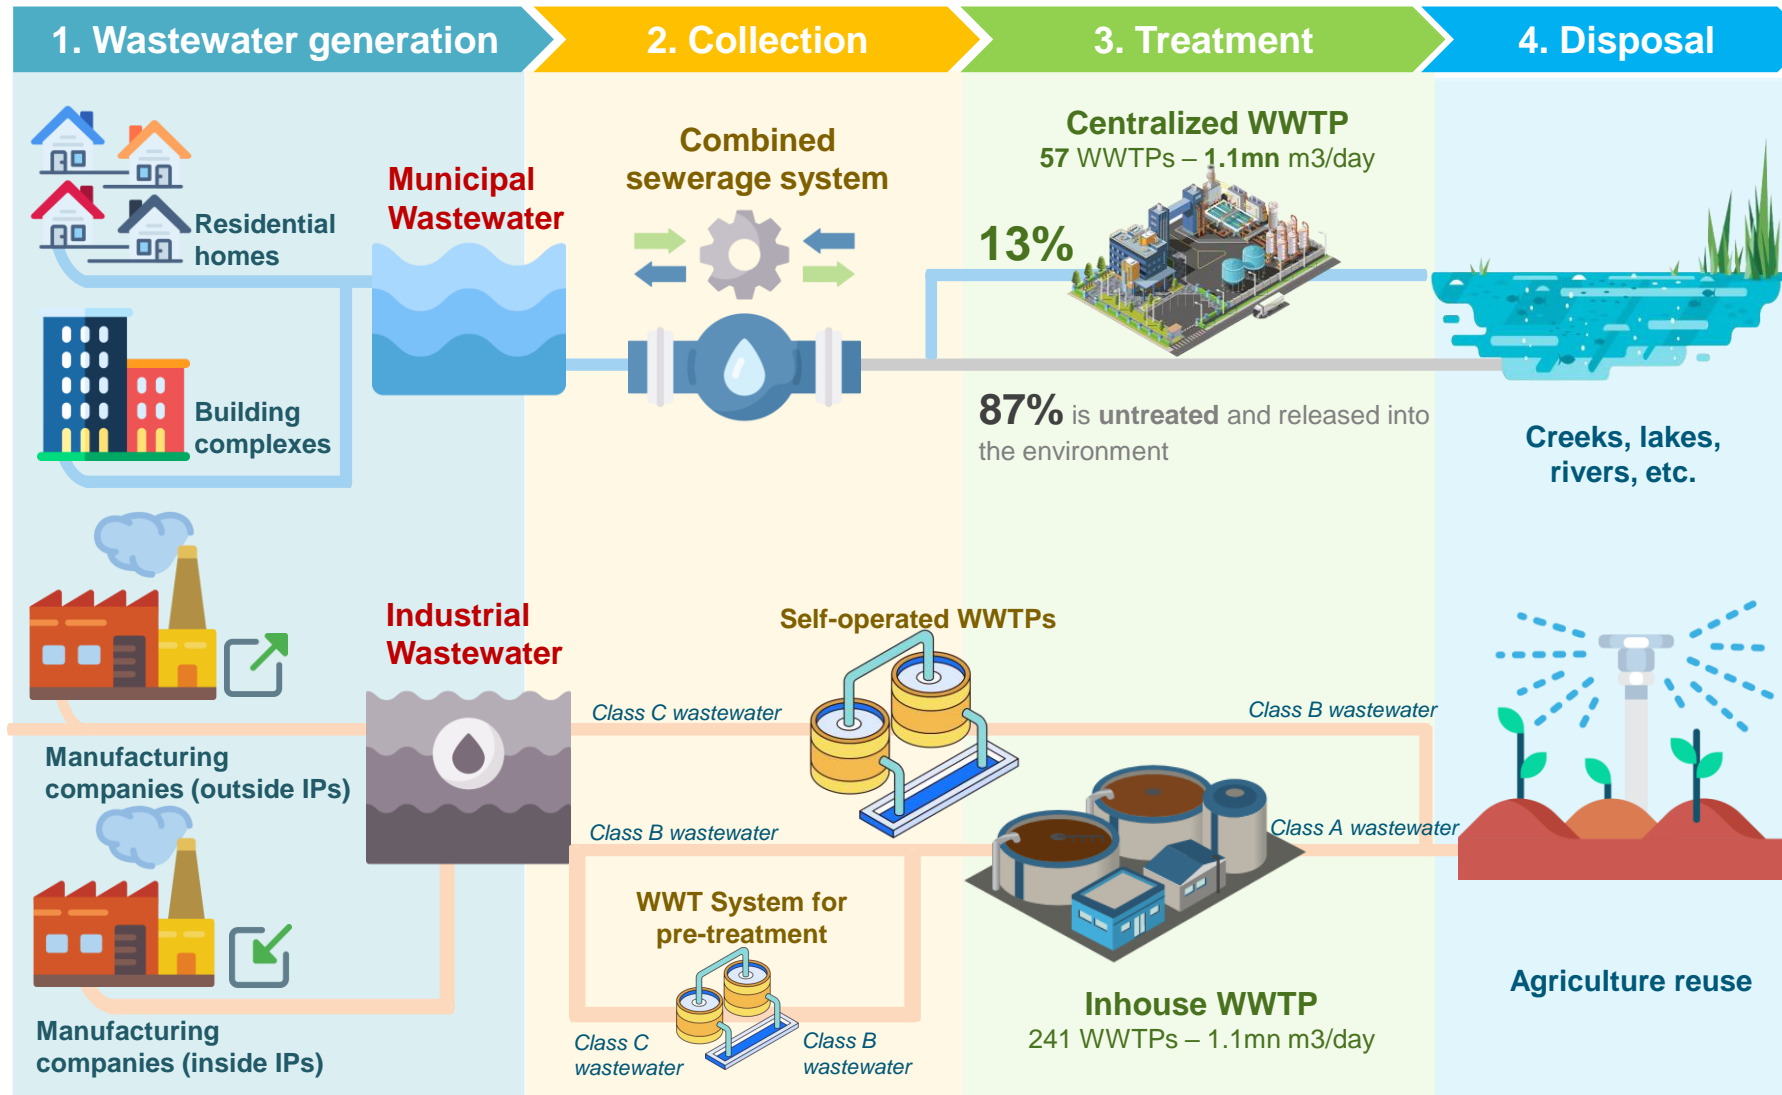 1. Wastewater generation
2. Collection
3. Treatment
4. Disposal
Residential
homes
Building
complexes
Municipal
Wastewater
Combined
sewerage system
Centralized WWTP
57 WWTPs – 1.1mn m3/day
13%
87% is untreated and released into
the environment
Creeks, lakes,
rivers, etc.
Manufacturing
companies (outside IPs)
Manufacturing
companies (inside IPs)
Industrial
Wastewater
Self-operated WWTPs
Class C wastewater
Class B wastewater
Class B wastewater
Class A wastewater
WWT System for
pre-treatment
Class C
wastewater
Class B
wastewater
Inhouse WWTP
241 WWTPs – 1.1mn m3/day
Agriculture reuse